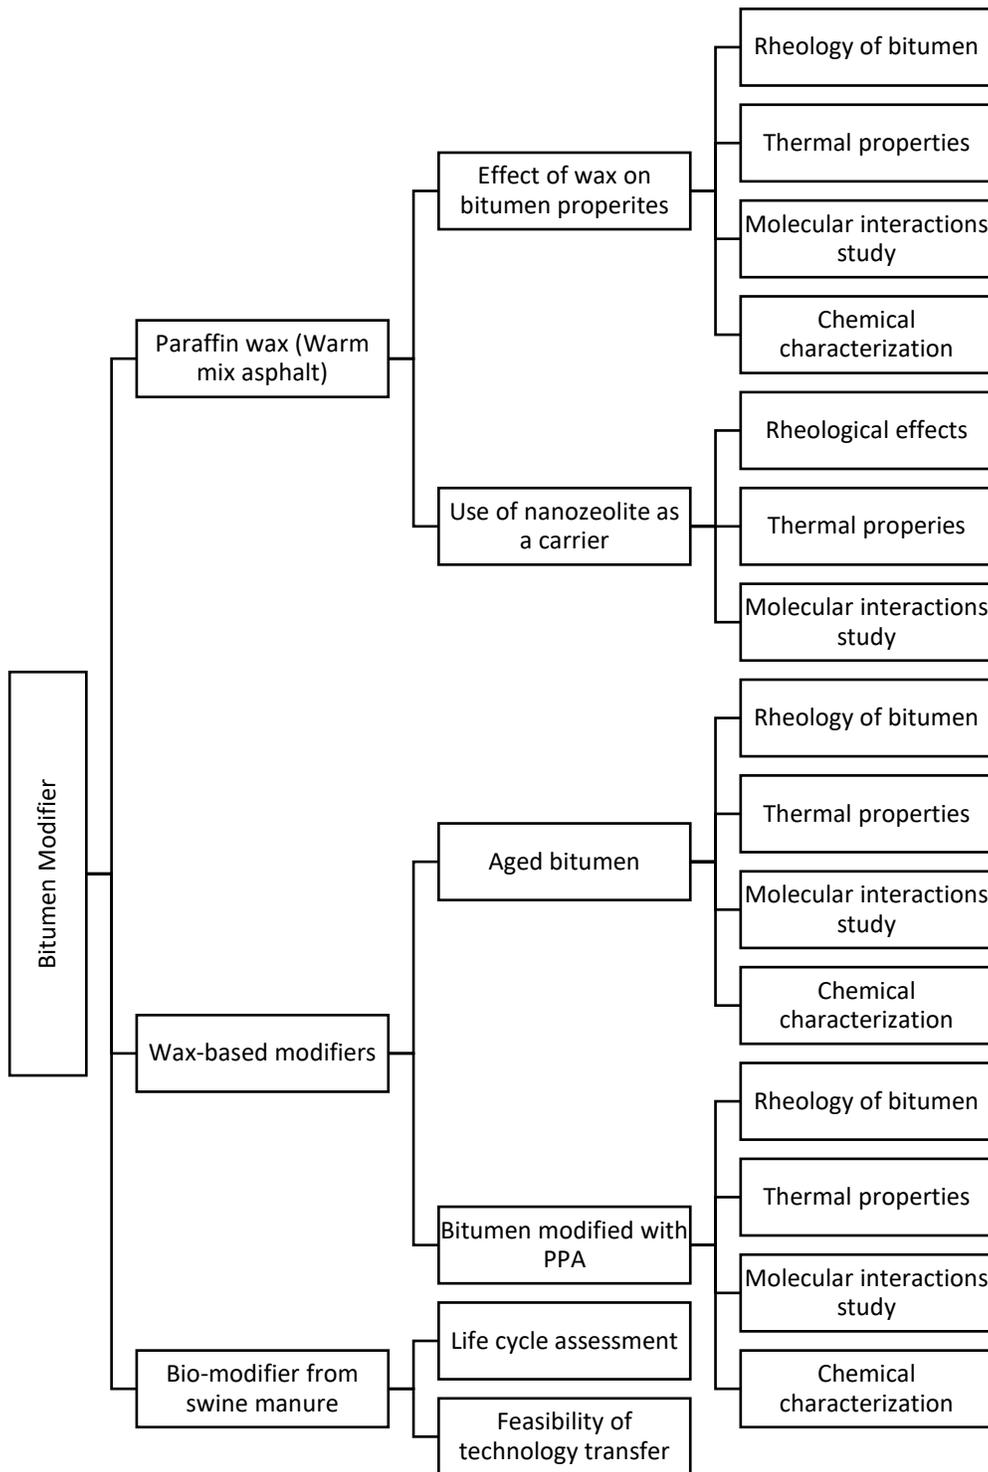 Bitumen Modifier
Paraffin wax (Warm
mix asphalt)
Effect of wax on
bitumen properites
Rheology of bitumen
Thermal properties
Molecular interactions
study
Chemical
characterization
Use of nanozeolite as
a carrier
Rheological effects
Thermal properies
Molecular interactions
study
Wax-based modifiers
Aged bitumen
Rheology of bitumen
Thermal properties
Molecular interactions
study
Chemical
characterization
Bitumen modified with
PPA
Rheology of bitumen
Thermal properties
Molecular interactions
study
Chemical
characterization
Bio-modifier from
swine manure
Life cycle assessment
Feasibility of
technology transfer